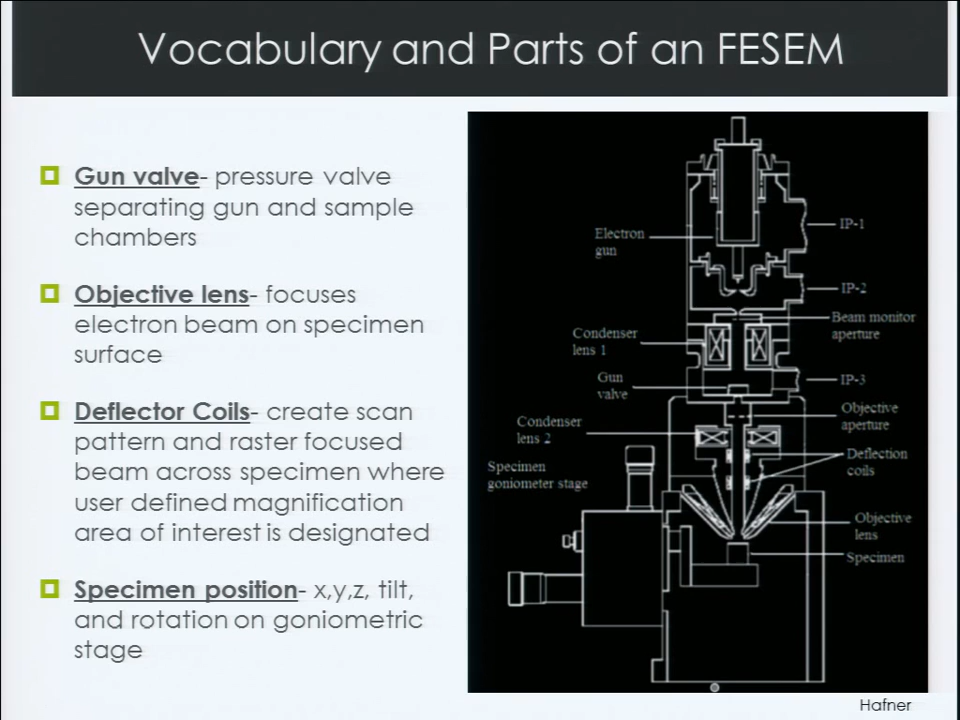 Vocabulary and Parts of an FESEM
Gun valve- pressure valve
separating gun and sample
chambers
Objective lens- focuses
electron beam on specimen
surface
Deflector Coils- create scan
pattern and raster focused
beam across specimen where
user defined magnification
area of interest is designated
Specimen position- x,y,z, tilt,
and rotation on goniometric
stage
Electron
gun
IP-1
IP-2
Beam monitor
aperture
Condenser
lens 1
Gun
valve
IP-3
Objective
aperture
Condenser
lens 2
Deflection
coils
Specimen
goniometer stage
Objective
lens
Specimen
Hafner